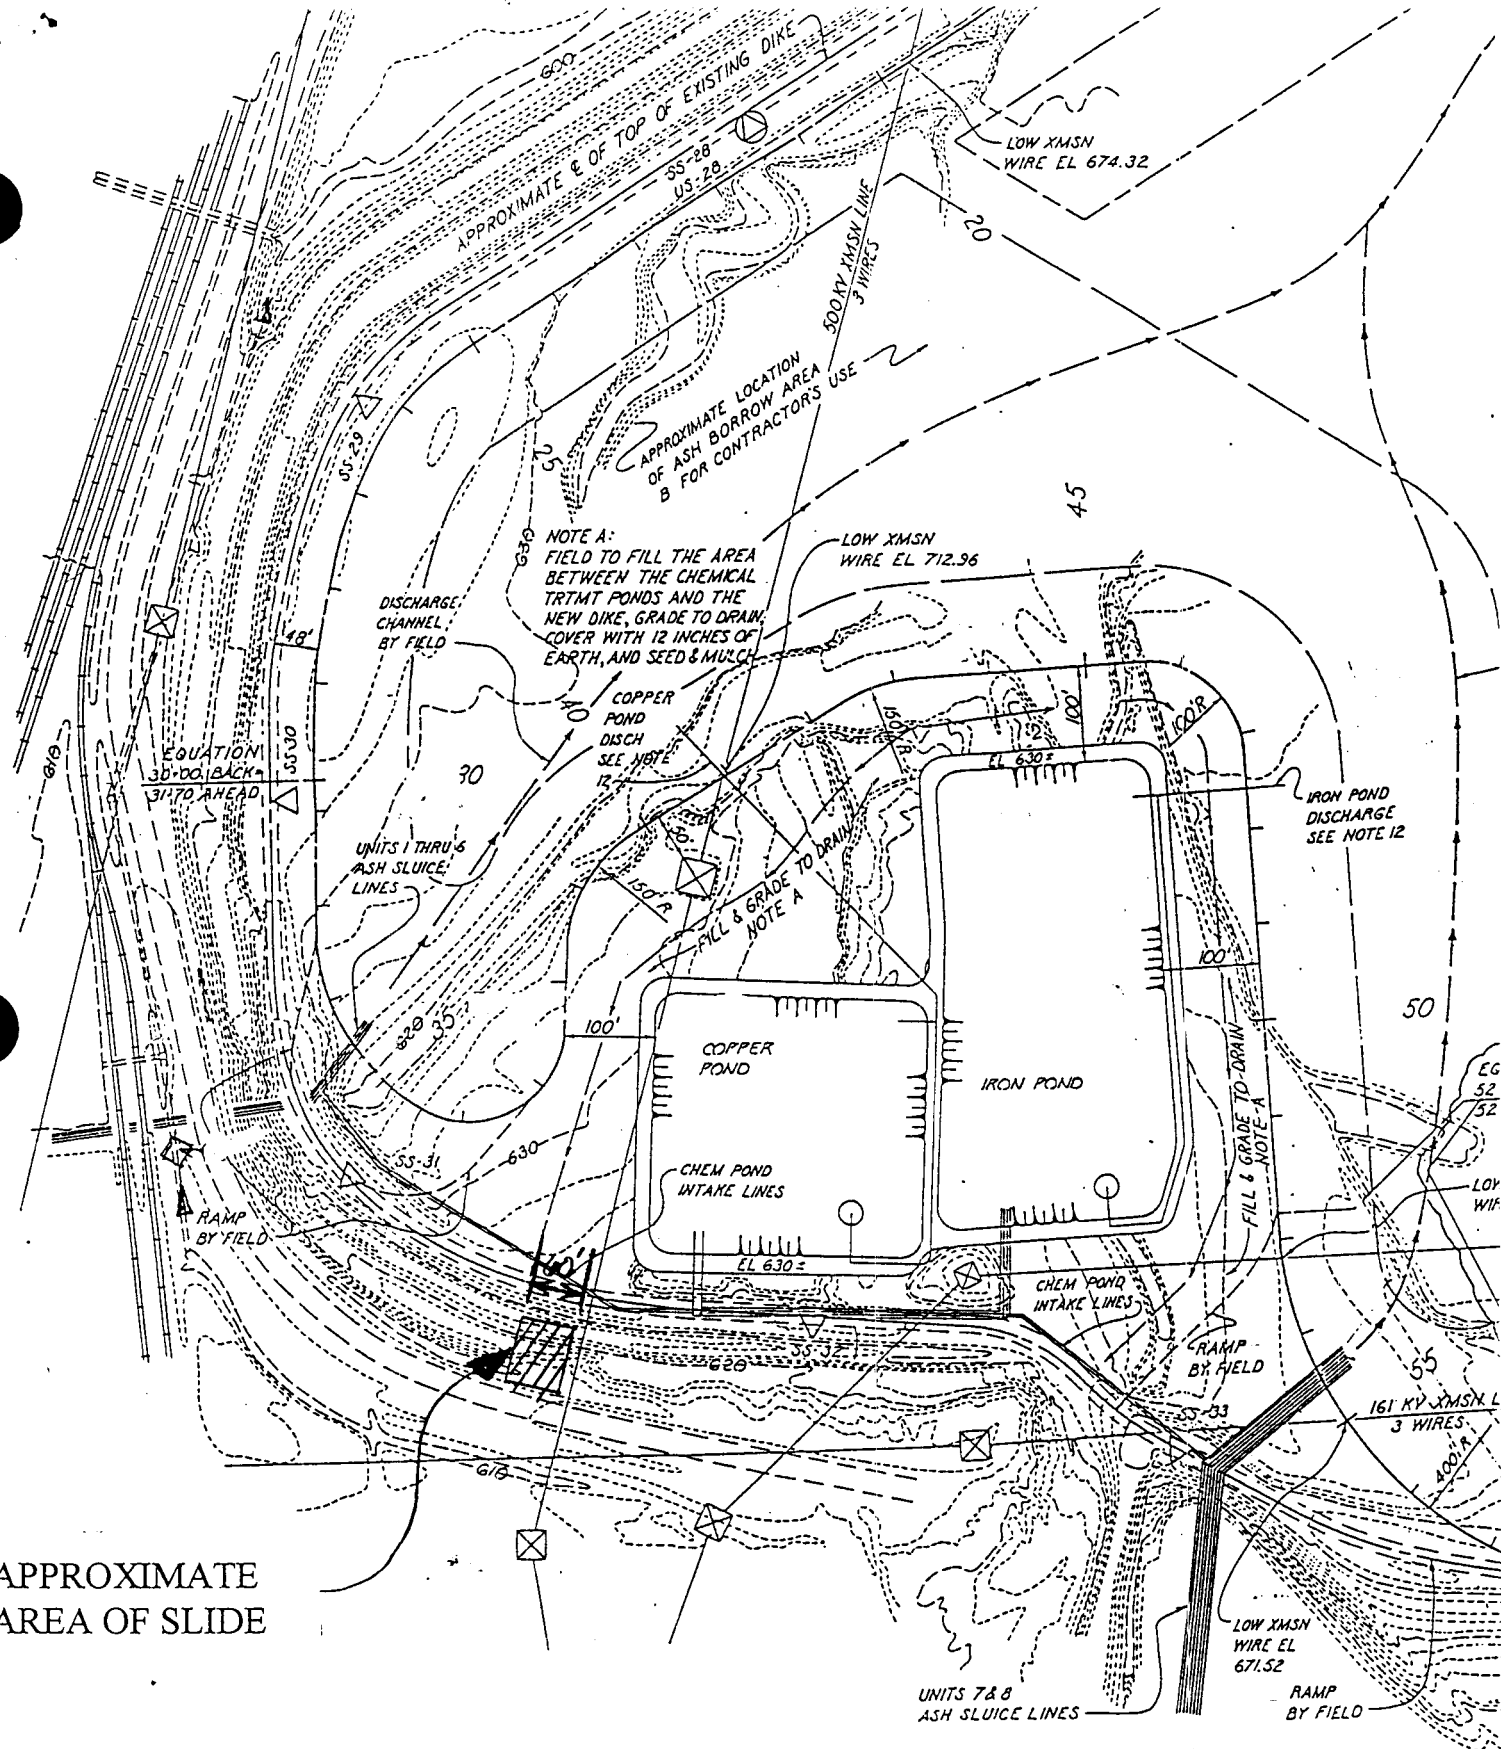 600
APPROXIMATE ℄ OF TOP OF EXISTING DIKE
SS-28
US-28
LOW XMSN
WIRE EL 674.32
20
500 KV XMSN LINE
3 WIRES
APPROXIMATE LOCATION
OF ASH BORROW AREA
B FOR CONTRACTORS USE
SS-29
25
630
45
NOTE A:
FIELD TO FILL THE AREA
BETWEEN THE CHEMICAL
TRTMT PONDS AND THE
NEW DIKE, GRADE TO DRAIN,
COVER WITH 12 INCHES OF
EARTH, AND SEED & MULCH
LOW XMSN
WIRE EL 712.96
DISCHARGE
CHANNEL
BY FIELD
48'
40
COPPER
POND
DISCH
SEE NOTE
12
150' R
100'
100' R
EL 630±
610
EQUATION
30+00 BACK=
31+70 AHEAD
SS-30
30
IRON POND
DISCHARGE
SEE NOTE 12
UNITS 1 THRU 6
ASH SLUICE
LINES
150' R
FILL & GRADE TO DRAIN
NOTE A
100'
50
620
35
100'
COPPER
POND
IRON POND
FILL & GRADE TO DRAIN
NOTE A
EG
52
52
SS-31
630
CHEM POND
INTAKE LINES
RAMP
BY FIELD
LOW
WIR
60'
EL 630±
CHEM POND
INTAKE LINES
SS-32
620
RAMP
BY FIELD
55
SS-33
161 KV XMSN L
3 WIRES
400' R
610
APPROXIMATE
AREA OF SLIDE
LOW XMSN
WIRE EL
671.52
UNITS 7 & 8
ASH SLUICE LINES
RAMP
BY FIELD